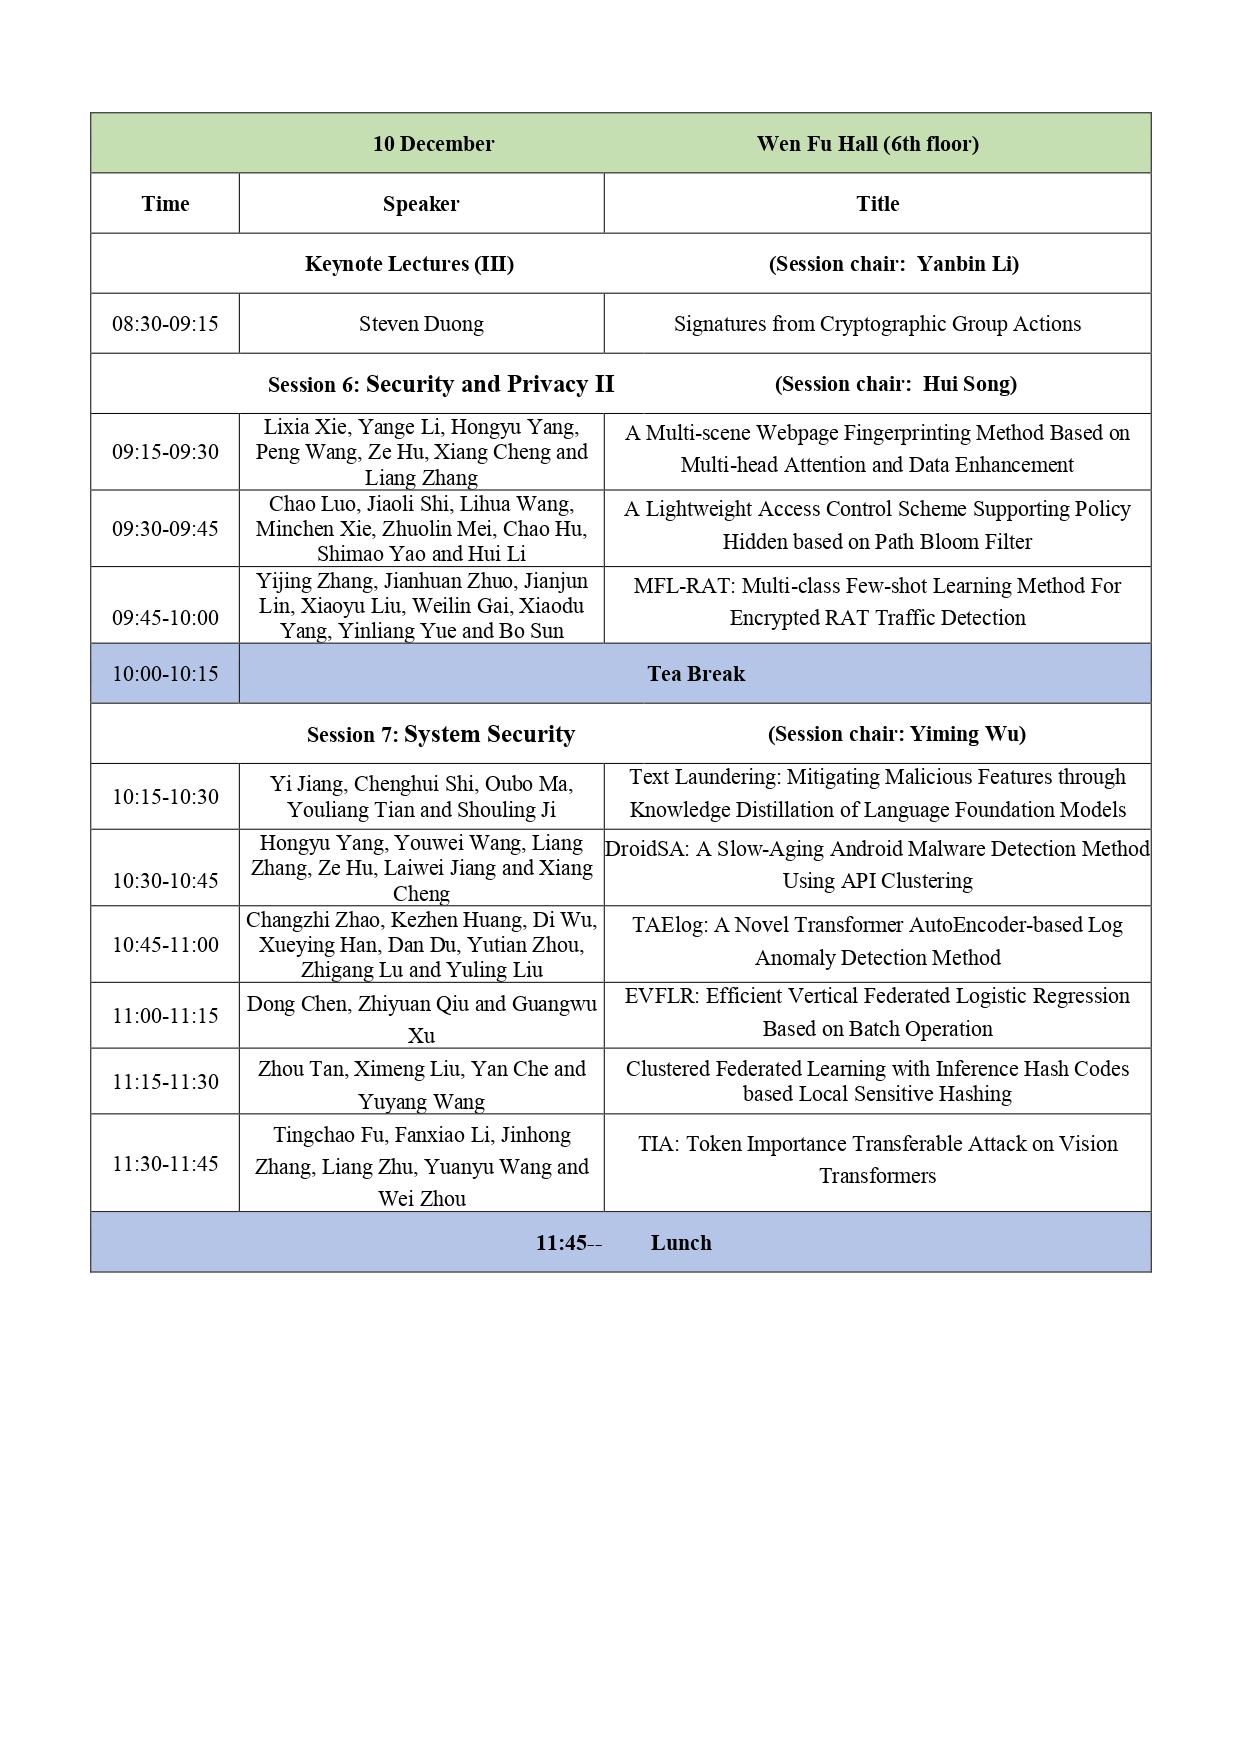 10 December Wen Fu Hall (6th floor)
Time Speaker Title
Keynote Lectures (III) (Session chair: Yanbin Li)
08:30-09:15 Steven Duong Signatures from Cryptographic Group Actions
Session 6: Security and Privacy II (Session chair: Hui Song)
09:15-09:30
Lixia Xie, Yange Li, Hongyu Yang,
Peng Wang, Ze Hu, Xiang Cheng and
Liang Zhang
A Multi-scene Webpage Fingerprinting Method Based on
Multi-head Attention and Data Enhancement
09:30-09:45
Chao Luo, Jiaoli Shi, Lihua Wang,
Minchen Xie, Zhuolin Mei, Chao Hu,
Shimao Yao and Hui Li
A Lightweight Access Control Scheme Supporting Policy
Hidden based on Path Bloom Filter
09:45-10:00
Yijing Zhang, Jianhuan Zhuo, Jianjun
Lin, Xiaoyu Liu, Weilin Gai, Xiaodu
Yang, Yinliang Yue and Bo Sun
MFL-RAT: Multi-class Few-shot Learning Method For
Encrypted RAT Traffic Detection
10:00-10:15 Tea Break
Session 7: System Security (Session chair: Yiming Wu)
10:15-10:30
Yi Jiang, Chenghui Shi, Oubo Ma,
Youliang Tian and Shouling Ji
Text Laundering: Mitigating Malicious Features through
Knowledge Distillation of Language Foundation Models
10:30-10:45
Hongyu Yang, Youwei Wang, Liang
Zhang, Ze Hu, Laiwei Jiang and Xiang
Cheng
DroidSA: A Slow-Aging Android Malware Detection Method
Using API Clustering
10:45-11:00
Changzhi Zhao, Kezhen Huang, Di Wu,
Xueying Han, Dan Du, Yutian Zhou,
Zhigang Lu and Yuling Liu
TAElog: A Novel Transformer AutoEncoder-based Log
Anomaly Detection Method
11:00-11:15
Dong Chen, Zhiyuan Qiu and Guangwu
Xu
EVFLR: Efficient Vertical Federated Logistic Regression
Based on Batch Operation
11:15-11:30
Zhou Tan, Ximeng Liu, Yan Che and
Yuyang Wang
Clustered Federated Learning with Inference Hash Codes
based Local Sensitive Hashing
11:30-11:45
Tingchao Fu, Fanxiao Li, Jinhong
Zhang, Liang Zhu, Yuanyu Wang and
Wei Zhou
TIA: Token Importance Transferable Attack on Vision
Transformers
11:45-- Lunch